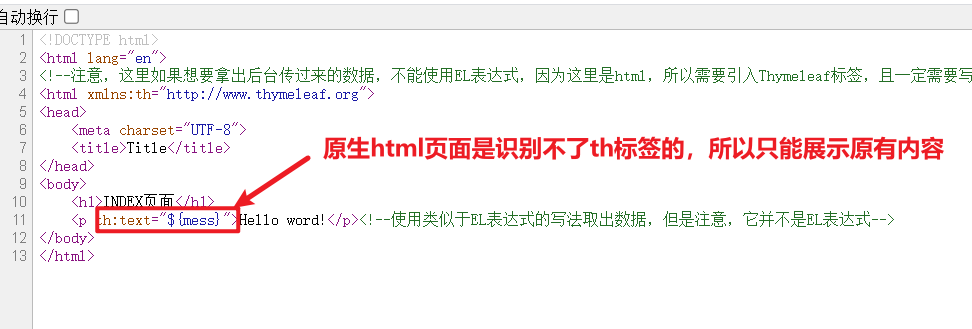 自动换行
1 <!DOCTYPE html>
2 <html lang="en">
3 <!--注意，这里如果想要拿出后台传过来的数据，不能使用EL表达式，因为这里是html，所以需要引入Thymeleaf标签，且一定需要写
4 <html xmlns:th="http://www.thymeleaf.org">
5 <head>
6 <meta charset="UTF-8">
7 <title>Title</title>
原生html页面是识别不了th标签的，所以只能展示原有内容
8 </head>
9 <body>
10 <h1>INDEX页面</h1>
11 <p th:text="${mess}">Hello word!</p><!--使用类似于EL表达式的写法取出数据，但是注意，它并不是EL表达式-->
12 </body>
13 </html>